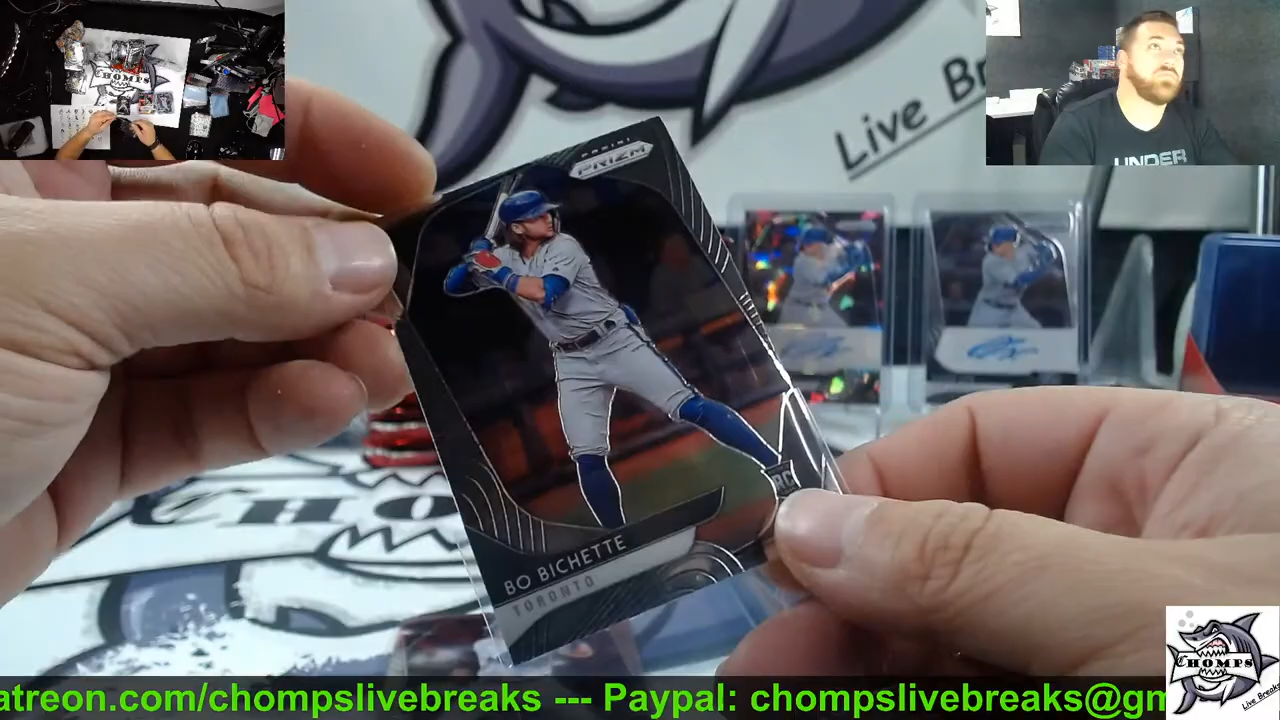 CHOMPS
Live Br
UNDER
PANINI
PRIZM
RC
CHO
BO BICHETTE
TORONTO
CHOMPS
Live Breaks
atreon.com/chompslivebreaks --- Paypal: chompslivebreaks@gm